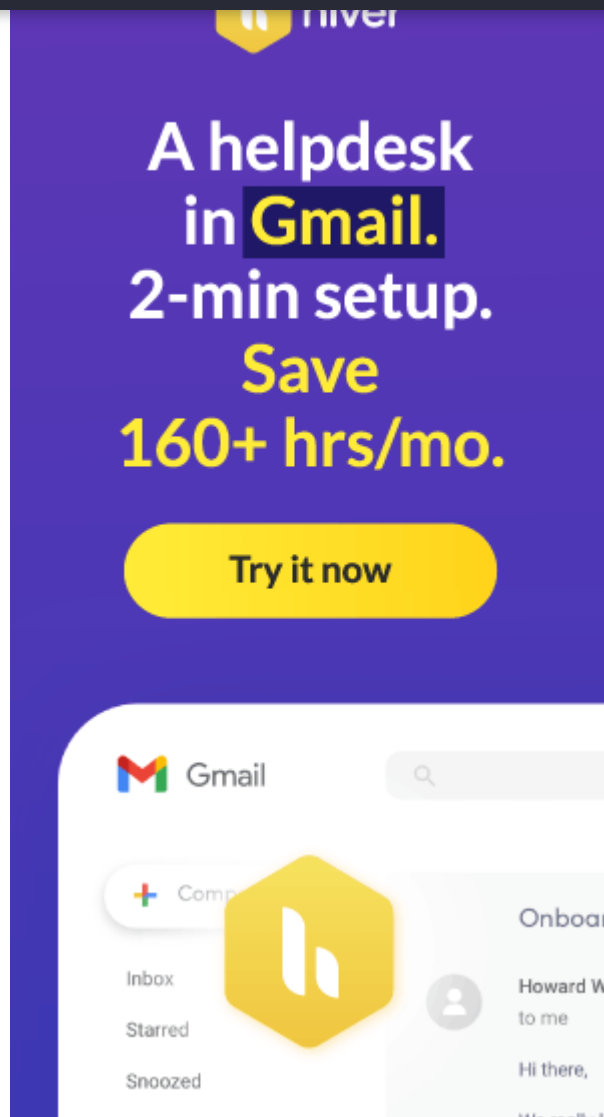 hiver
A helpdesk
in Gmail.
2-min setup.
Save
160+ hrs/mo.
Try it now
Gmail
Inbox
Starred
Snoozed
Howard W
to me
Hi there,